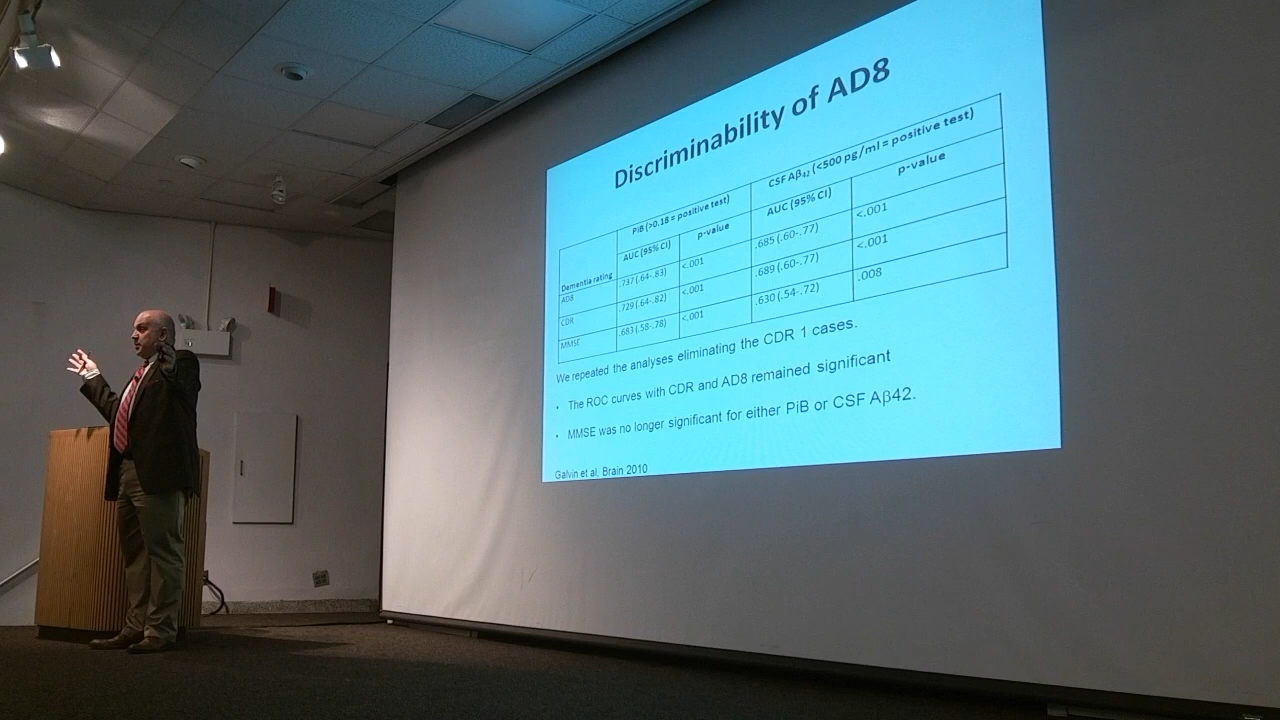 Discriminability of AD8
PiB (>0.18 = positive test) CSF Aβ42 (<500 pg/ml = positive test)
Dementia rating AUC (95% CI) p-value AUC (95% CI) p-value
AD8 .737 (.64-.83) <.001 .685 (.60-.77) <.001
CDR .729 (.64-.82) <.001 .689 (.60-.77) <.001
MMSE .683 (.58-.78) <.001 .630 (.54-.72) .008
We repeated the analyses eliminating the CDR 1 cases.
• The ROC curves with CDR and AD8 remained significant
• MMSE was no longer significant for either PiB or CSF Aβ42.
Galvin et al, Brain 2010